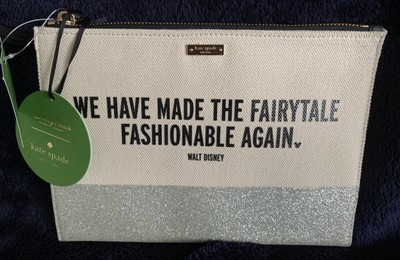 kate spade
NEW YORK
WE HAVE MADE THE FAIRYTALE
FASHIONABLE AGAIN.
WALT DISNEY
kate spade